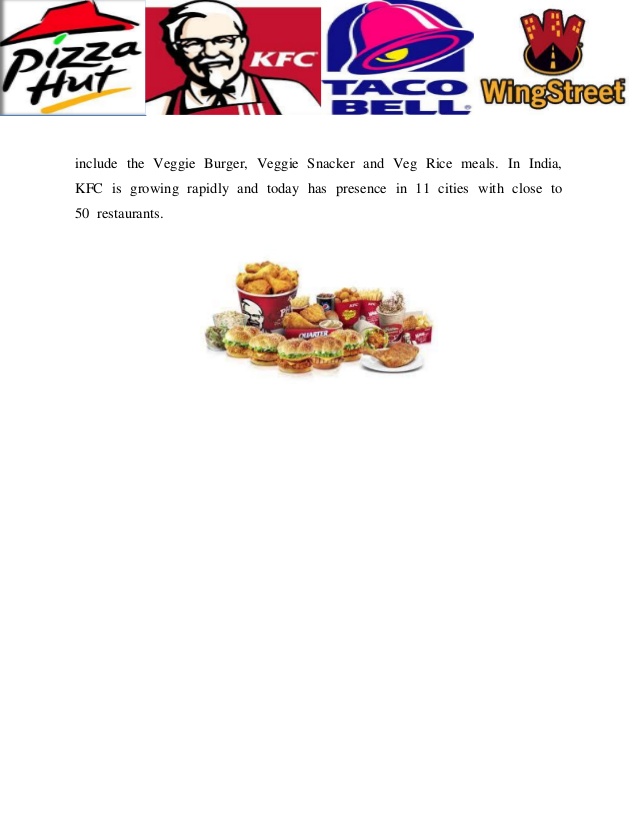 Pizza Hut
KFC
TACO BELL
WingStreet
include the Veggie Burger, Veggie Snacker and Veg Rice meals. In India,
KFC is growing rapidly and today has presence in 11 cities with close to
50 restaurants.
QUARTER